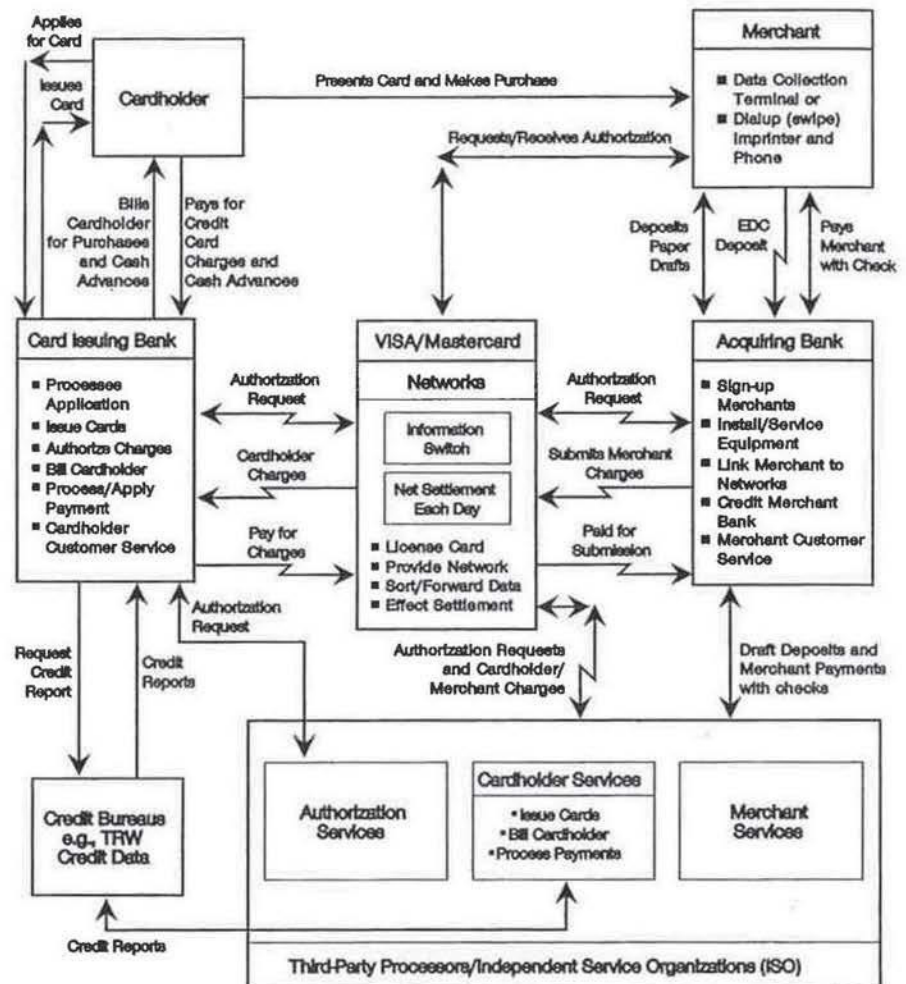 Applies
for Card
Issues
Card
Cardholder
Presents Card and Makes Purchase
Merchant
■ Data Collection
Terminal or
■ Dialup (swipe)
Imprinter and
Phone
Requests/Receives Authorization
Bills
Cardholder
for Purchases
and Cash
Advances
Pays for
Credit
Card
Charges and
Cash Advances
Deposits
Paper
Drafts
EDC
Deposit
Pays
Merchant
with Check
Card Issuing Bank
■ Processes
Application
■ Issue Cards
■ Authorize Charges
■ Bill Cardholder
■ Process/Apply
Payment
■ Cardholder
Customer Service
Authorization
Request
Cardholder
Charges
Pay for
Charges
VISA/Mastercard
Networks
Information
Switch
Net Settlement
Each Day
■ License Card
■ Provide Network
■ Sort/Forward Data
■ Effect Settlement
Authorization
Request
Submits Merchant
Charges
Paid for
Submission
Acquiring Bank
■ Sign-up
Merchants
■ Install/Service
Equipment
■ Link Merchant to
Networks
■ Credit Merchant
Bank
■ Merchant Customer
Service
Request
Credit
Report
Credit
Reports
Authorization
Request
Authorization Requests
and Cardholder/
Merchant Charges
Draft Deposits and
Merchant Payments
with checks
Credit Bureaus
e.g., TRW
Credit Data
Credit Reports
Authorization
Services
Cardholder Services
▪ Issue Cards
▪ Bill Cardholder
▪ Process Payments
Merchant
Services
Third-Party Processors/Independent Service Organizations (ISO)